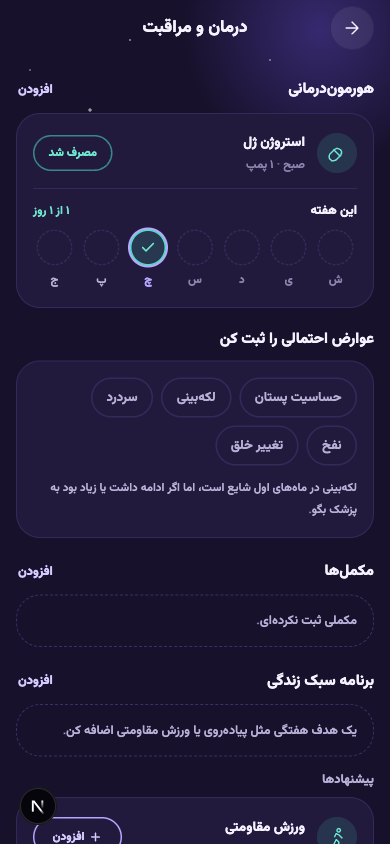 درمان و مراقبت
هورمون‌درمانی
افزودن
استروژن ژل
صبح · ۱ پمپ
مصرف شد
این هفته
۱ از ۱ روز
ش ی د س چ پ ج
عوارض احتمالی را ثبت کن
حساسیت پستان لکه‌بینی سردرد
نفخ تغییر خلق
لکه‌بینی در ماه‌های اول شایع است، اما اگر ادامه داشت یا زیاد بود به
پزشک بگو.
مکمل‌ها
افزودن
مکملی ثبت نکرده‌ای.
برنامه سبک زندگی
افزودن
یک هدف هفتگی مثل پیاده‌روی یا ورزش مقاومتی اضافه کن.
پیشنهادها
ورزش مقاومتی
+ افزودن
N